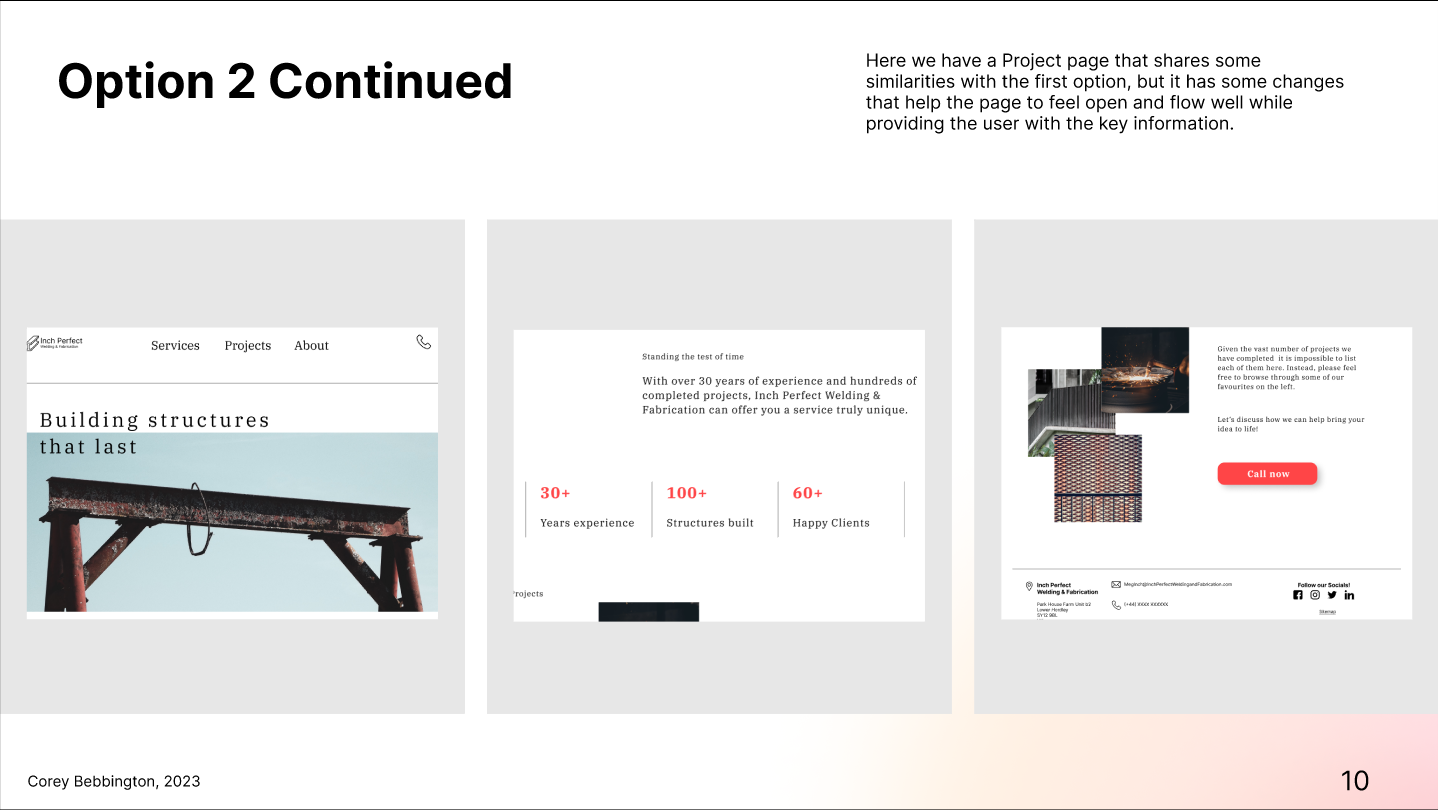 Option 2 Continued
Here we have a Project page that shares some
similarities with the first option, but it has some changes
that help the page to feel open and flow well while
providing the user with the key information.
Inch Perfect
Welding & Fabrication
Services Projects About
Building structures
that last
Standing the test of time
With over 30 years of experience and hundreds of
completed projects, Inch Perfect Welding &
Fabrication can offer you a service truly unique.
30+ 100+ 60+
Years experience Structures built Happy Clients
rojects
Given the vast number of projects we
have completed it is impossible to list
each of them here. Instead, please feel
free to browse through some of our
favourites on the left.
Let's discuss how we can help bring your
idea to life!
Call now
Inch Perfect
Welding & Fabrication
Park House Farm Unit b2
Lower Hordley
SY12 9BL
MegInch@InchPerfectWeldingandFabrication.com
(+44) XXXX XXXXXX
Follow our Socials!
Sitemap
Corey Bebbington, 2023
10